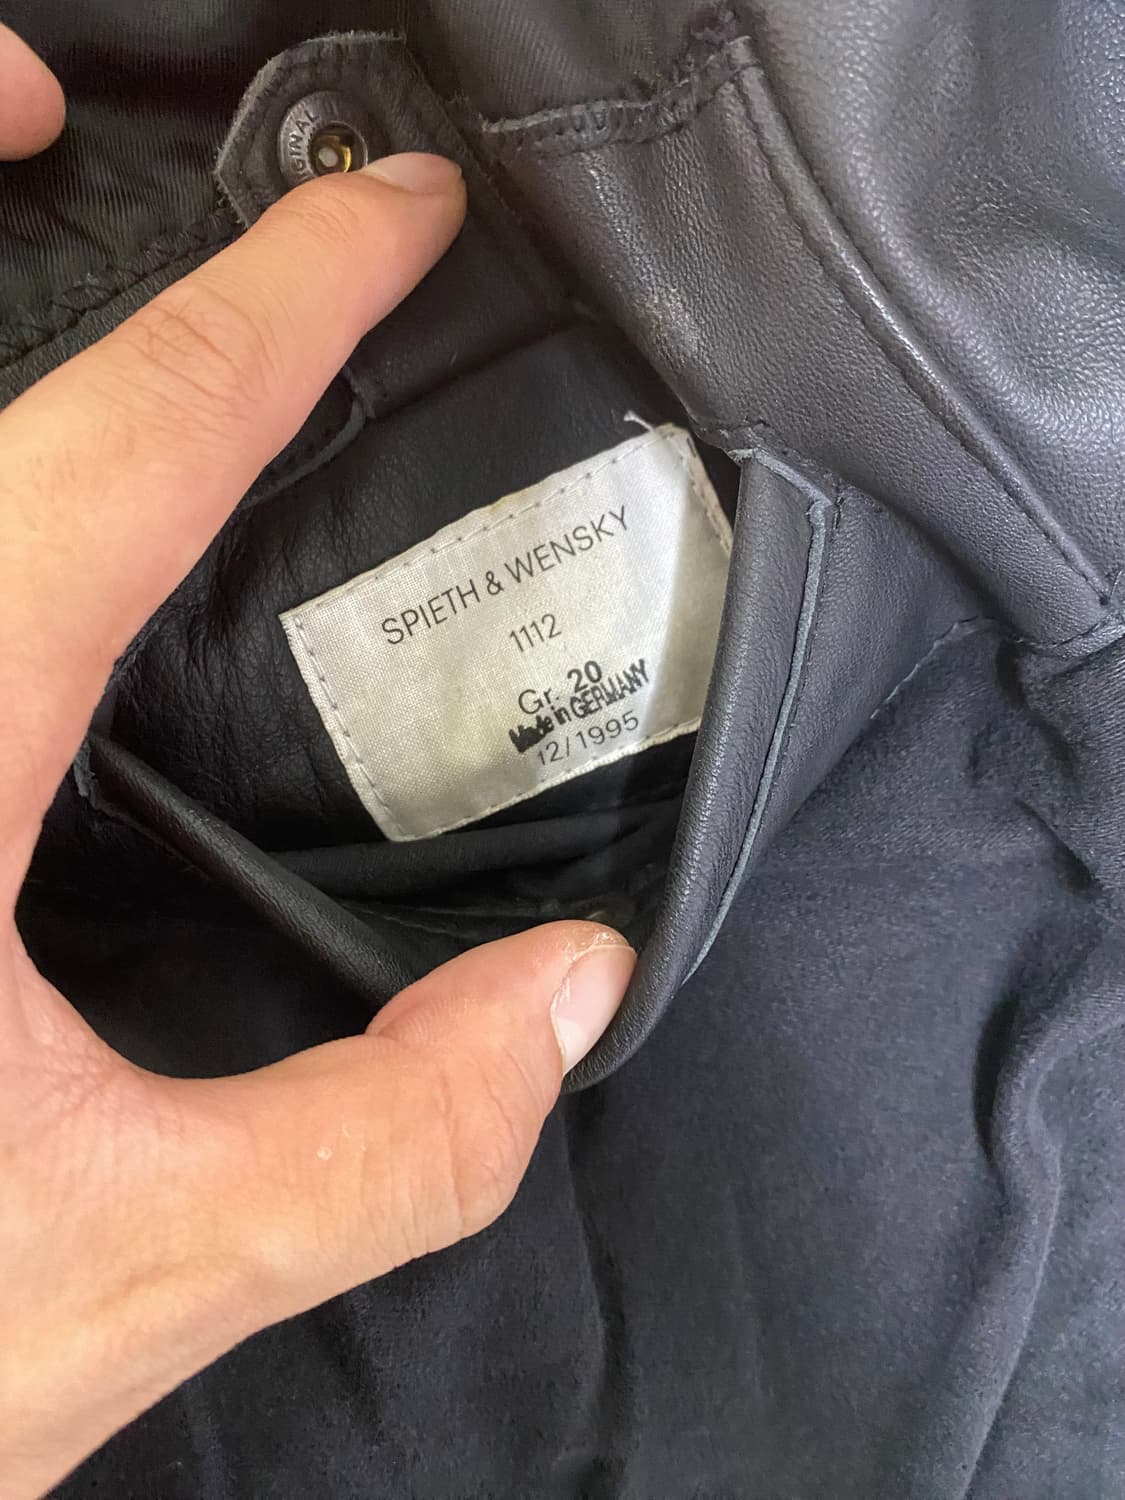 SPIETH & WENSKY
1112
Gr. 20
Made in GERMANY
12/1995